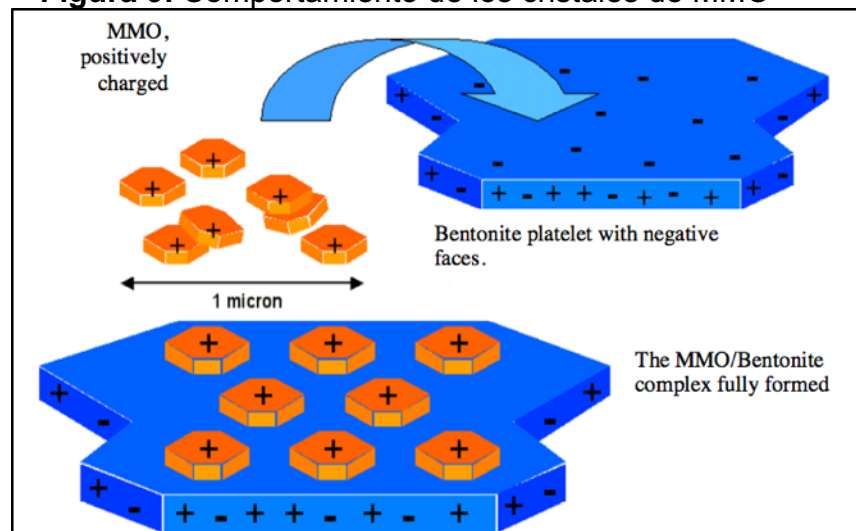 MMO,
positively
charged
Bentonite platelet with negative
faces.
1 micron
The MMO/Bentonite
complex fully formed